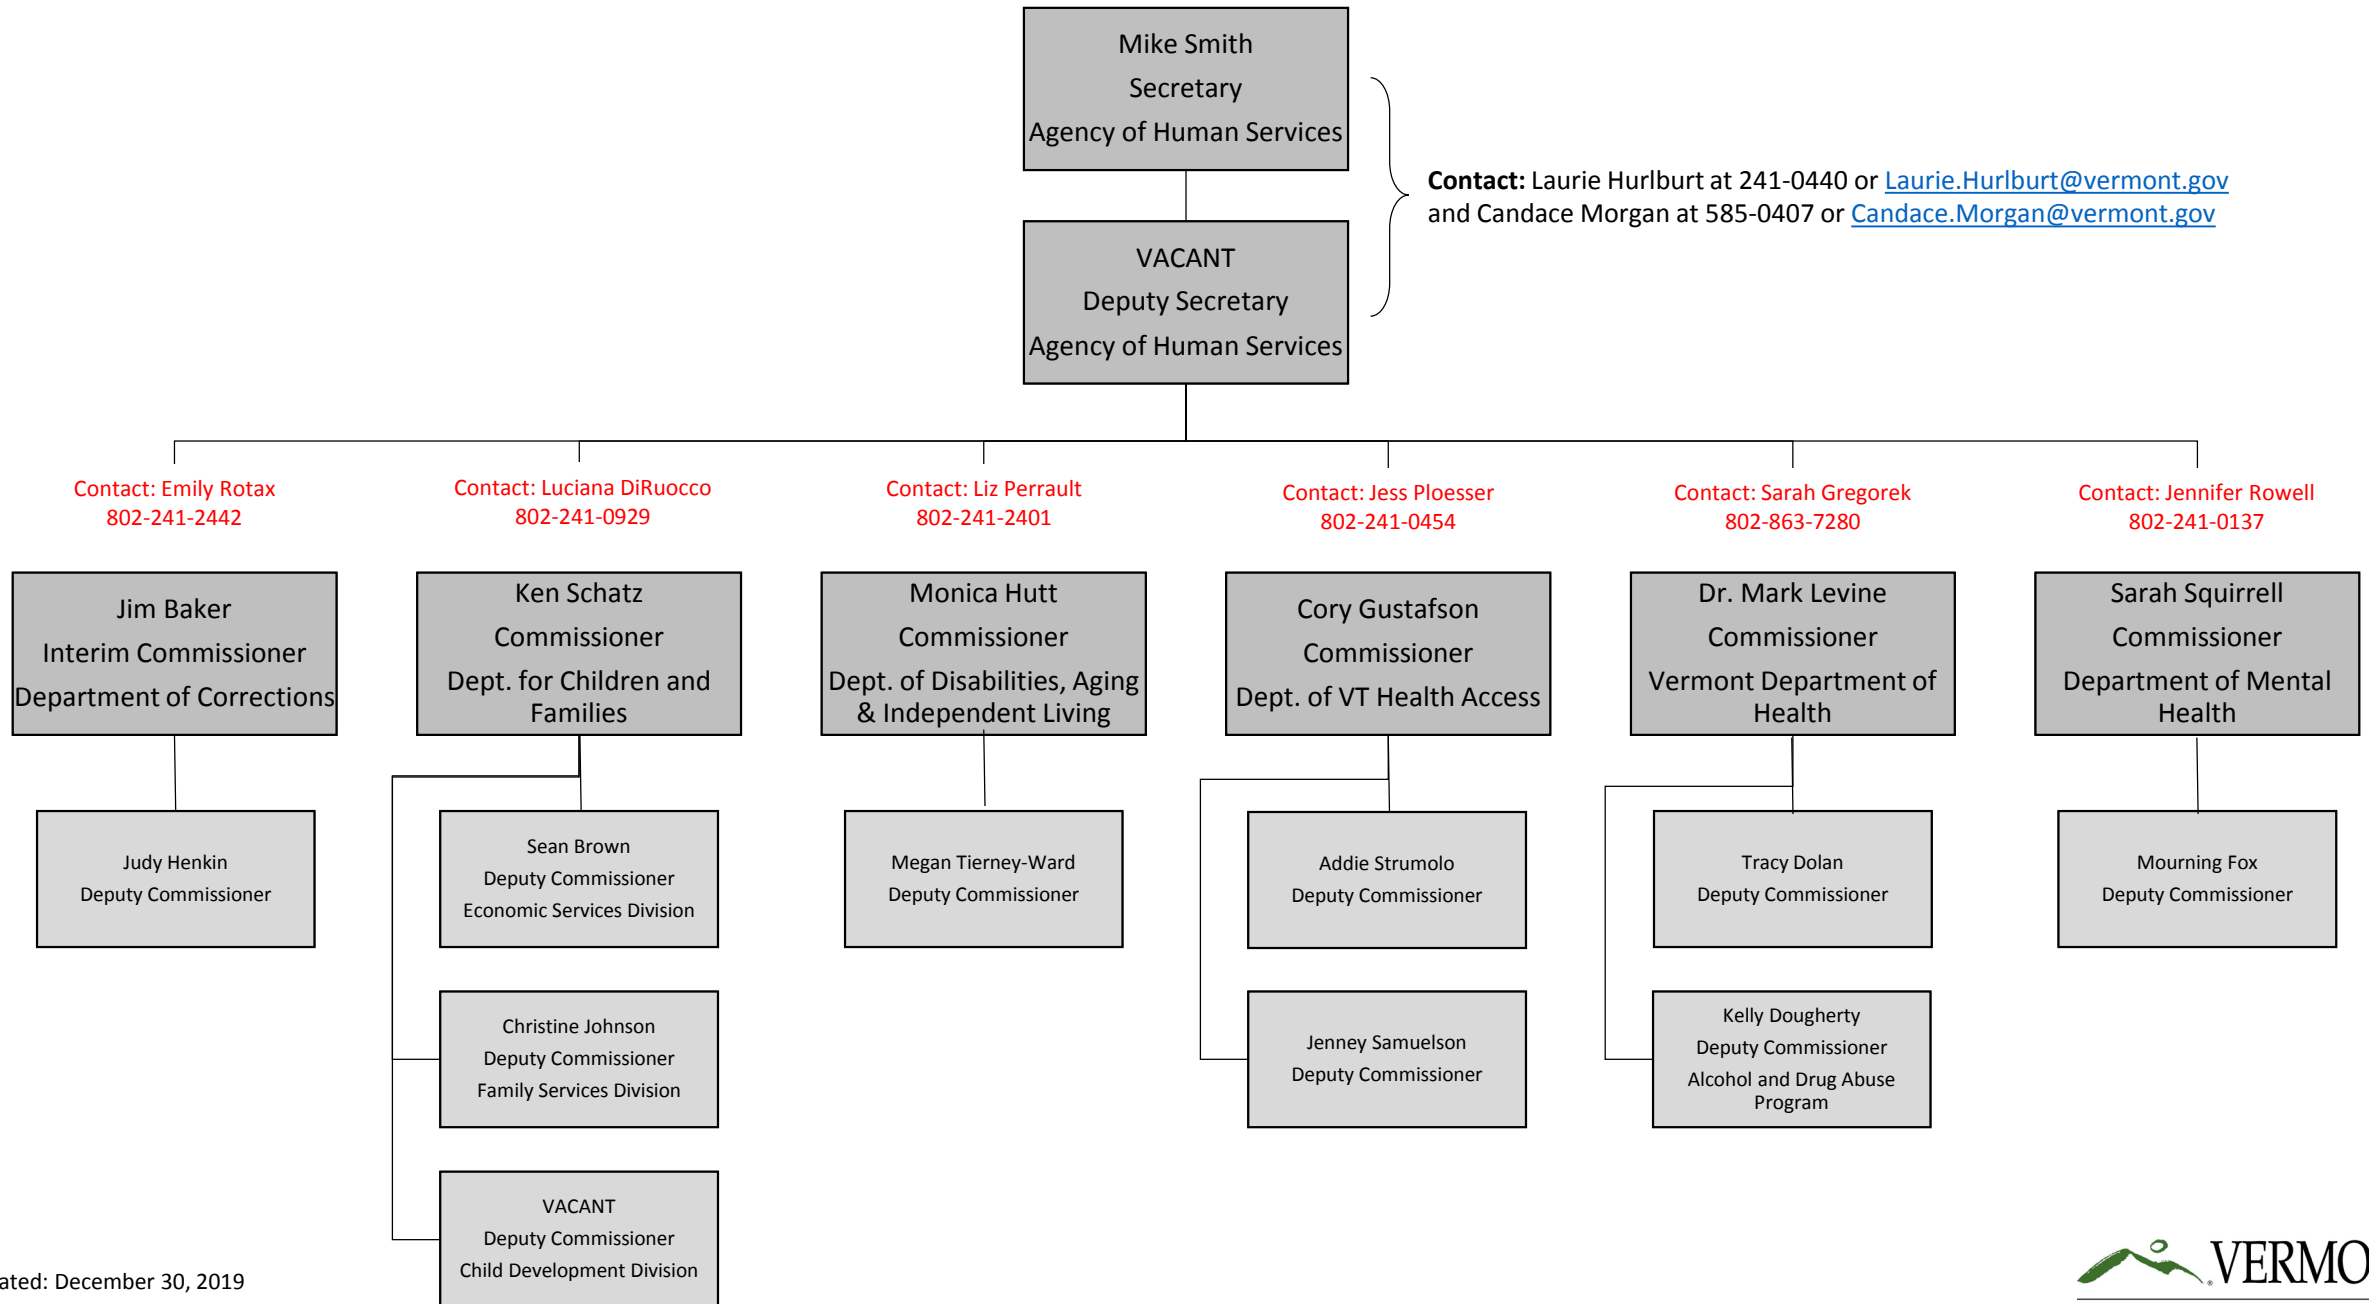 Mike Smith
Secretary
Agency of Human Services
Contact: Laurie Hurlburt at 241-0440 or Laurie.Hurlburt@vermont.gov
and Candace Morgan at 585-0407 or Candace.Morgan@vermont.gov
VACANT
Deputy Secretary
Agency of Human Services
Contact: Emily Rotax
802-241-2442
Contact: Luciana DiRuocco
802-241-0929
Contact: Liz Perrault
802-241-2401
Contact: Jess Ploesser
802-241-0454
Contact: Sarah Gregorek
802-863-7280
Contact: Jennifer Rowell
802-241-0137
Jim Baker
Interim Commissioner
Department of Corrections
Ken Schatz
Commissioner
Dept. for Children and
Families
Monica Hutt
Commissioner
Dept. of Disabilities, Aging
& Independent Living
Cory Gustafson
Commissioner
Dept. of VT Health Access
Dr. Mark Levine
Commissioner
Vermont Department of
Health
Sarah Squirrell
Commissioner
Department of Mental
Health
Judy Henkin
Deputy Commissioner
Sean Brown
Deputy Commissioner
Economic Services Division
Megan Tierney-Ward
Deputy Commissioner
Addie Strumolo
Deputy Commissioner
Tracy Dolan
Deputy Commissioner
Mourning Fox
Deputy Commissioner
Christine Johnson
Deputy Commissioner
Family Services Division
Jenney Samuelson
Deputy Commissioner
Kelly Dougherty
Deputy Commissioner
Alcohol and Drug Abuse
Program
VACANT
Deputy Commissioner
Child Development Division
ated: December 30, 2019
VERMO